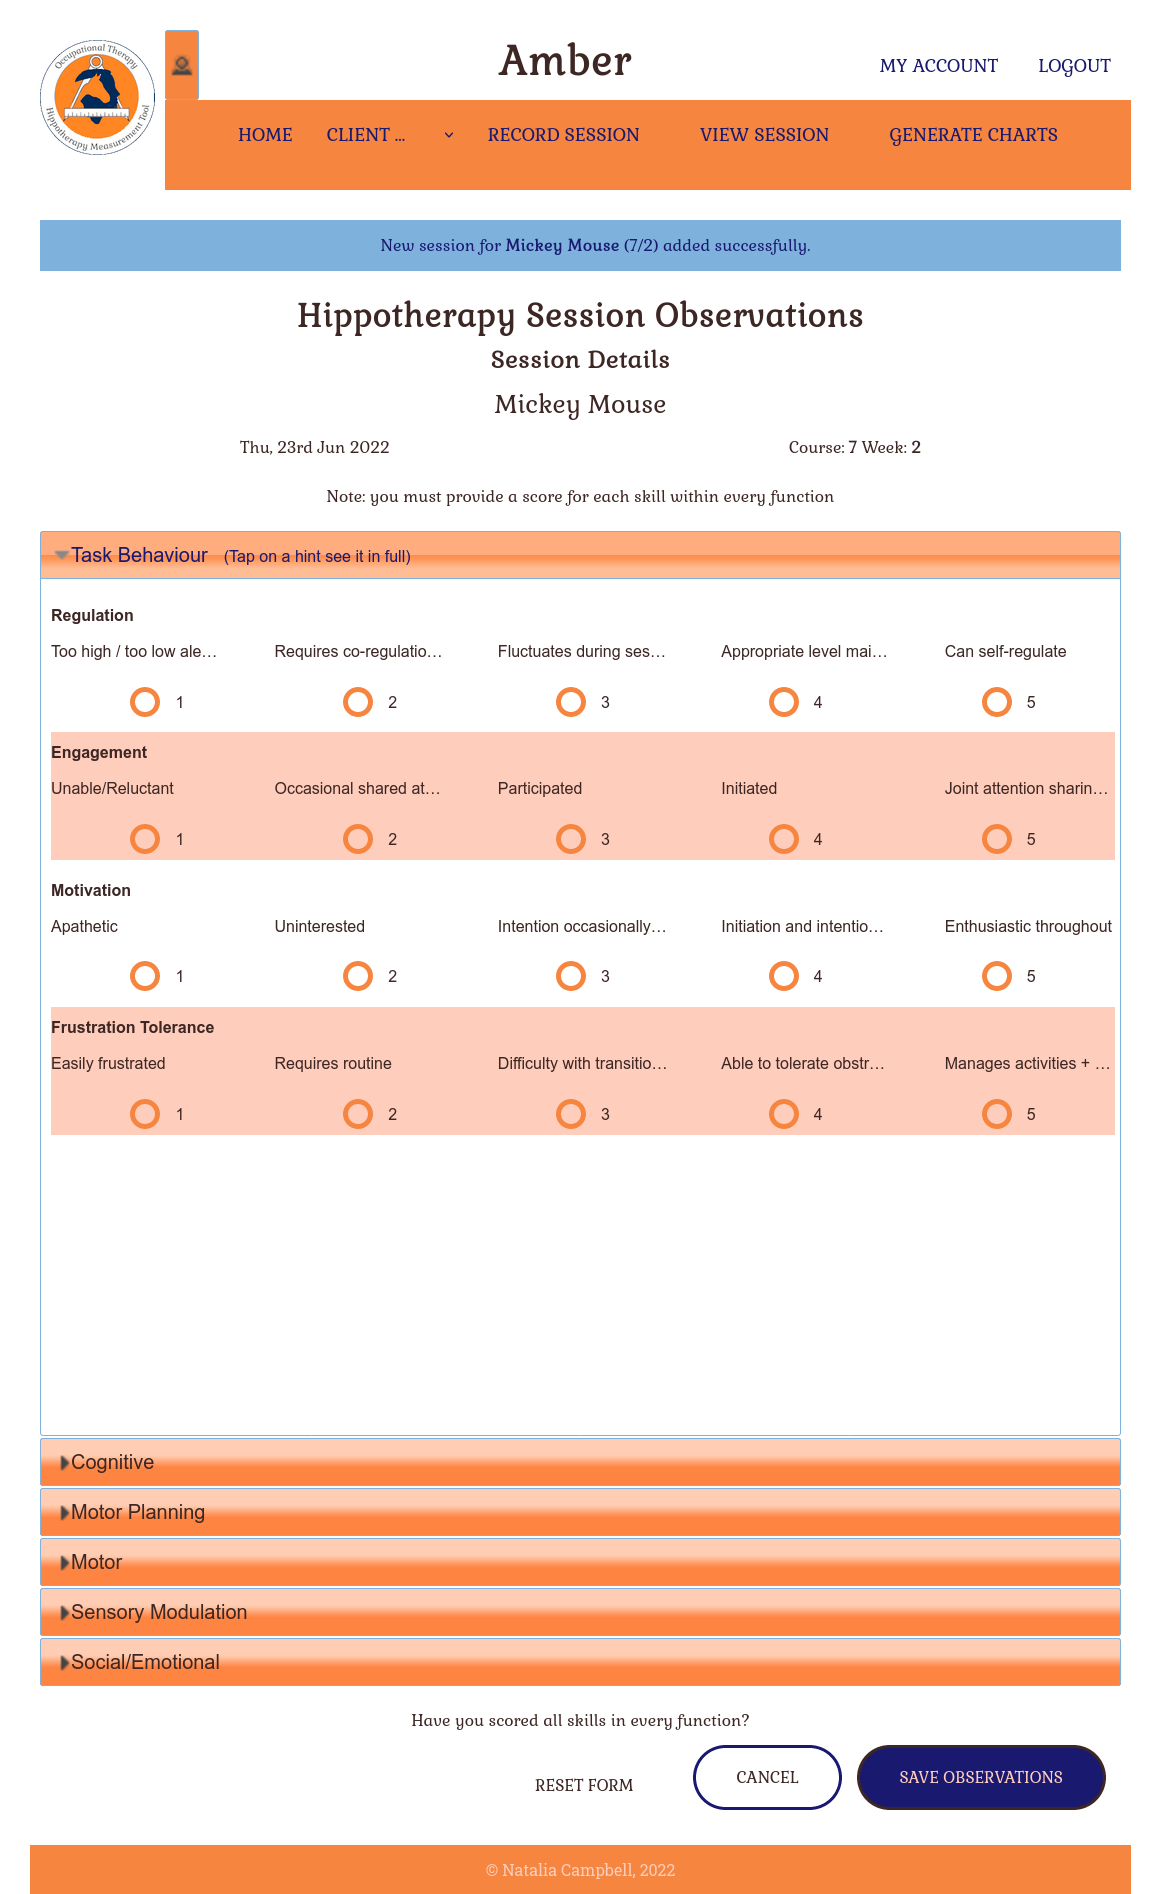 Occupational Therapy
Hippotherapy Measurement Tool
Amber
MY ACCOUNT LOGOUT
HOME CLIENT ... RECORD SESSION VIEW SESSION GENERATE CHARTS
New session for Mickey Mouse (7/2) added successfully.
Hippotherapy Session Observations
Session Details
Mickey Mouse
Thu, 23rd Jun 2022 Course: 7 Week: 2
Note: you must provide a score for each skill within every function
Task Behaviour (Tap on a hint see it in full)
Regulation
Too high / too low ale… Requires co-regulatio… Fluctuates during ses… Appropriate level mai… Can self-regulate
1 2 3 4 5
Engagement
Unable/Reluctant Occasional shared at… Participated Initiated Joint attention sharin…
1 2 3 4 5
Motivation
Apathetic Uninterested Intention occasionally… Initiation and intentio… Enthusiastic throughout
1 2 3 4 5
Frustration Tolerance
Easily frustrated Requires routine Difficulty with transitio… Able to tolerate obstr… Manages activities + …
1 2 3 4 5
Cognitive
Motor Planning
Motor
Sensory Modulation
Social/Emotional
Have you scored all skills in every function?
RESET FORM CANCEL SAVE OBSERVATIONS
© Natalia Campbell, 2022